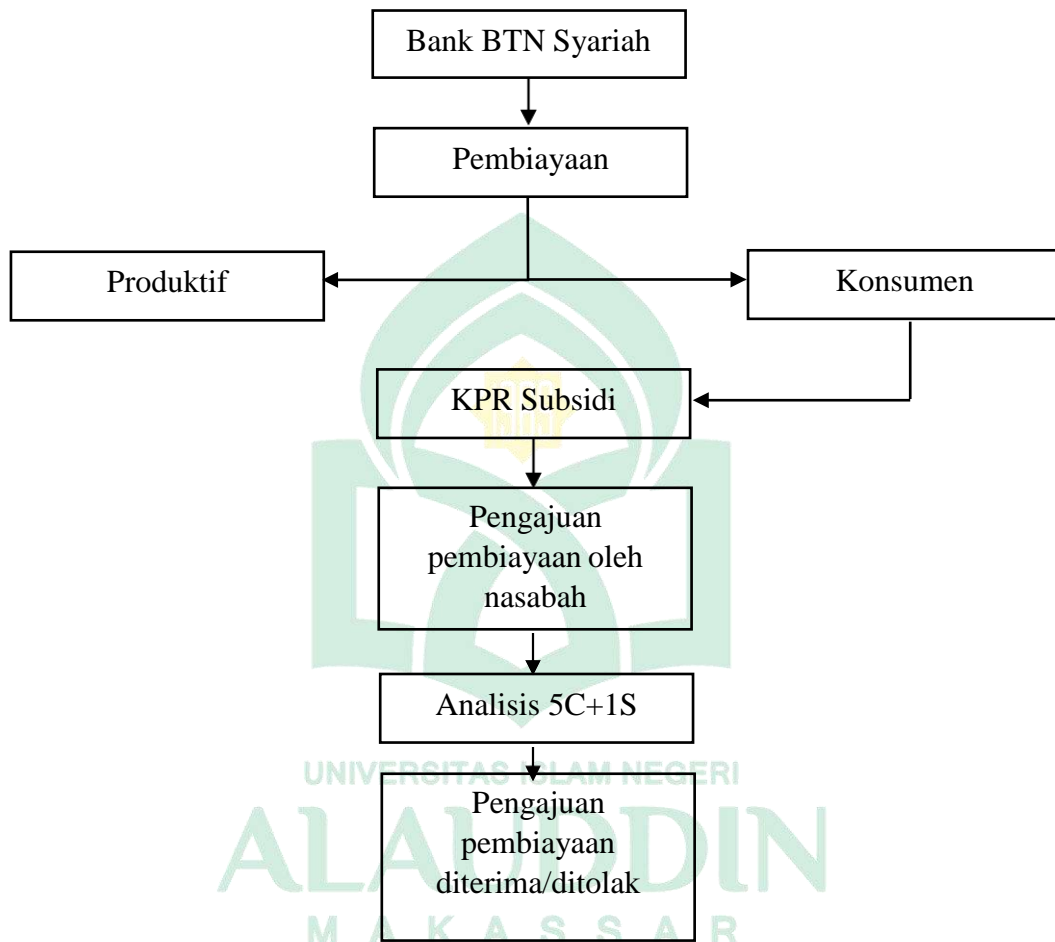 Bank BTN Syariah
Pembiayaan
Produktif
Konsumen
KPR Subsidi
Pengajuan
pembiayaan oleh
nasabah
Analisis 5C+1S
UNIVERSITAS ISLAM NEGERI
Pengajuan
pembiayaan
diterima/ditolak
ALAUDDIN
MAKASSAR